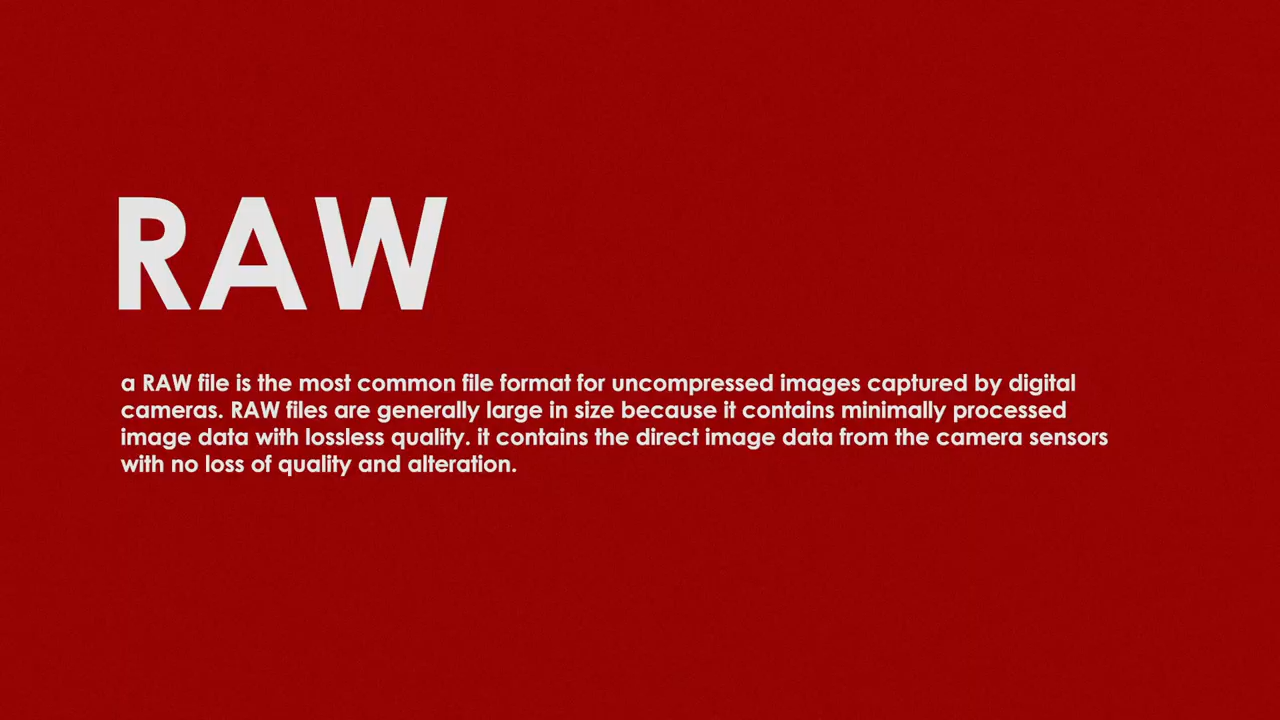 RAW
a RAW file is the most common file format for uncompressed images captured by digital
cameras. RAW files are generally large in size because it contains minimally processed
image data with lossless quality. it contains the direct image data from the camera sensors
with no loss of quality and alteration.